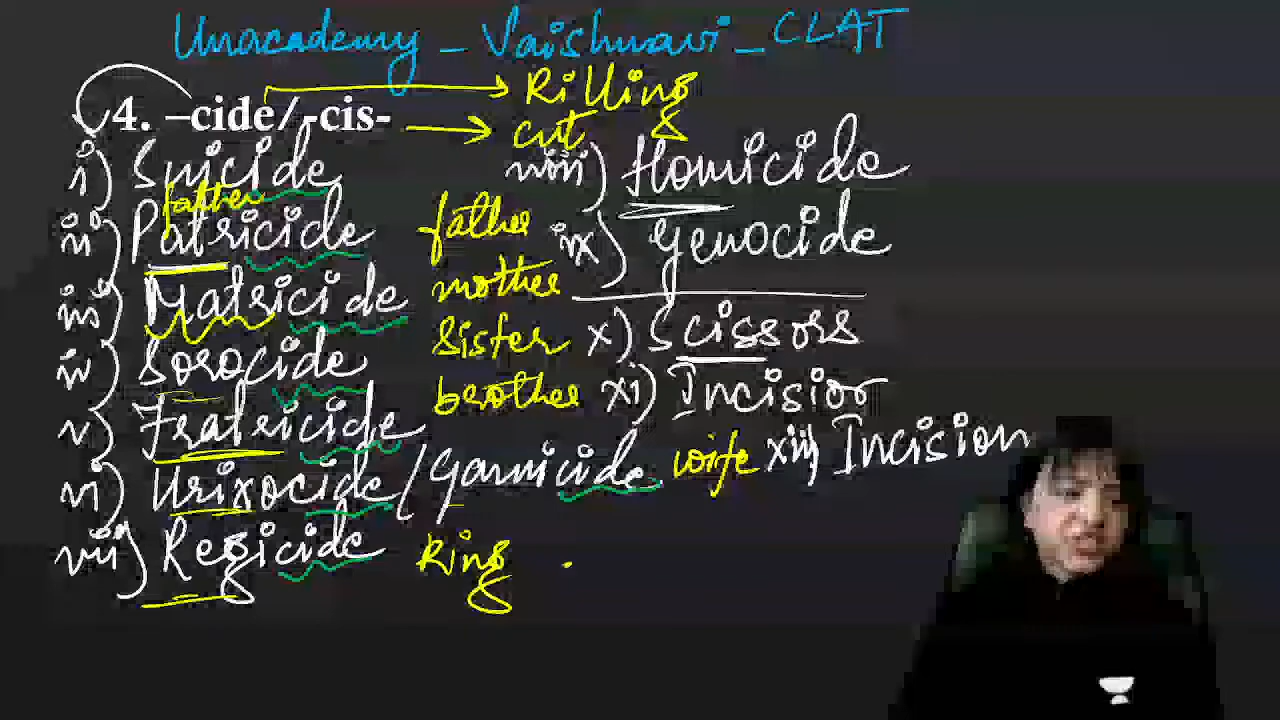 Unacademy - Vaishnavi - CLAT
4. –cide/ -cis- → Killing
→ cut
i) Suicide
father
ii) Patricide father
iii) Matricide mother
iv) Sorocide sister
v) Fratricide brother
vi) Urixocide / Gamicide wife
vii) Regicide King
viii) Homicide
ix) Genocide
x) Scissors
xi) Incisior
xii) Incision